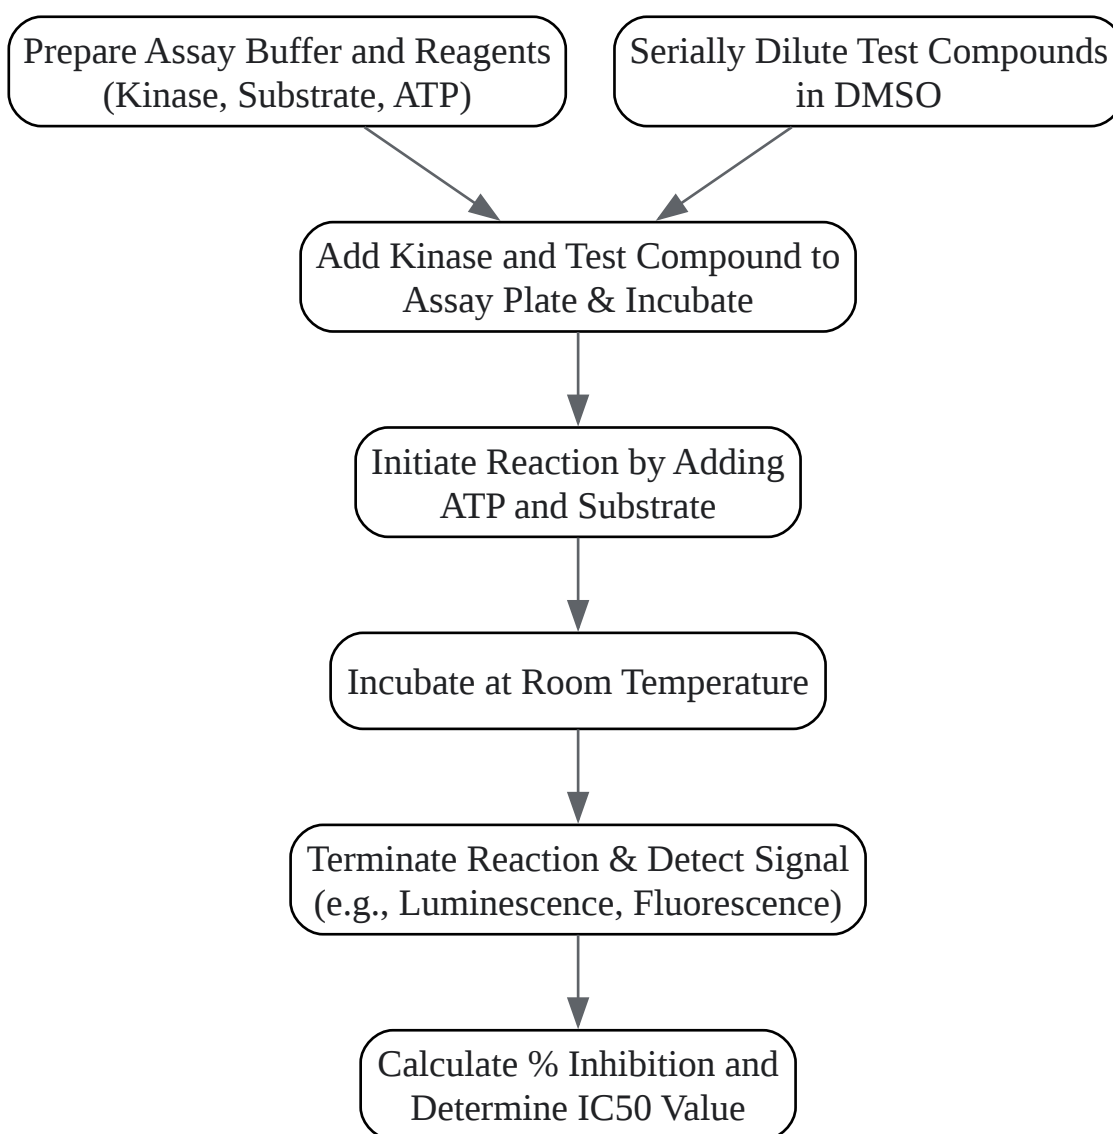 Prepare Assay Buffer and Reagents
(Kinase, Substrate, ATP)
Serially Dilute Test Compounds
in DMSO
Add Kinase and Test Compound to
Assay Plate & Incubate
Initiate Reaction by Adding
ATP and Substrate
Incubate at Room Temperature
Terminate Reaction & Detect Signal
(e.g., Luminescence, Fluorescence)
Calculate % Inhibition and
Determine IC50 Value